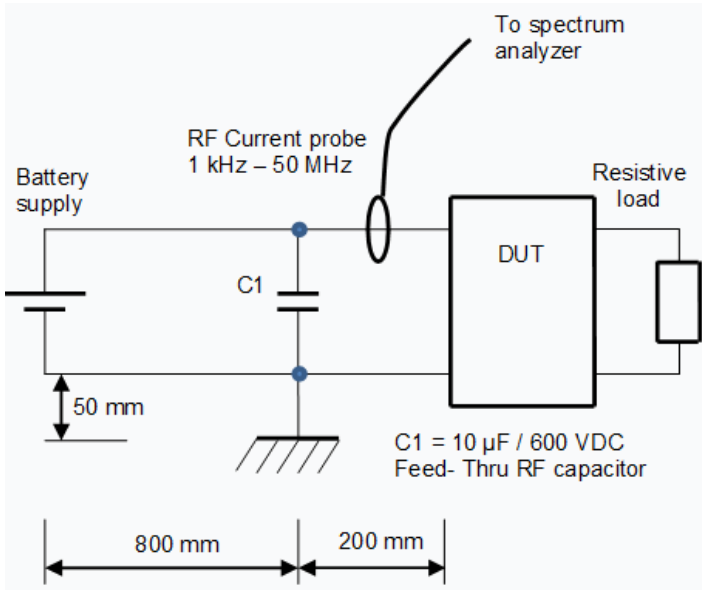 To spectrum
analyzer
RF Current probe
1 kHz – 50 MHz
Battery
supply
Resistive
load
DUT
C1
50 mm
C1 = 10 µF / 600 VDC
Feed- Thru RF capacitor
800 mm
200 mm